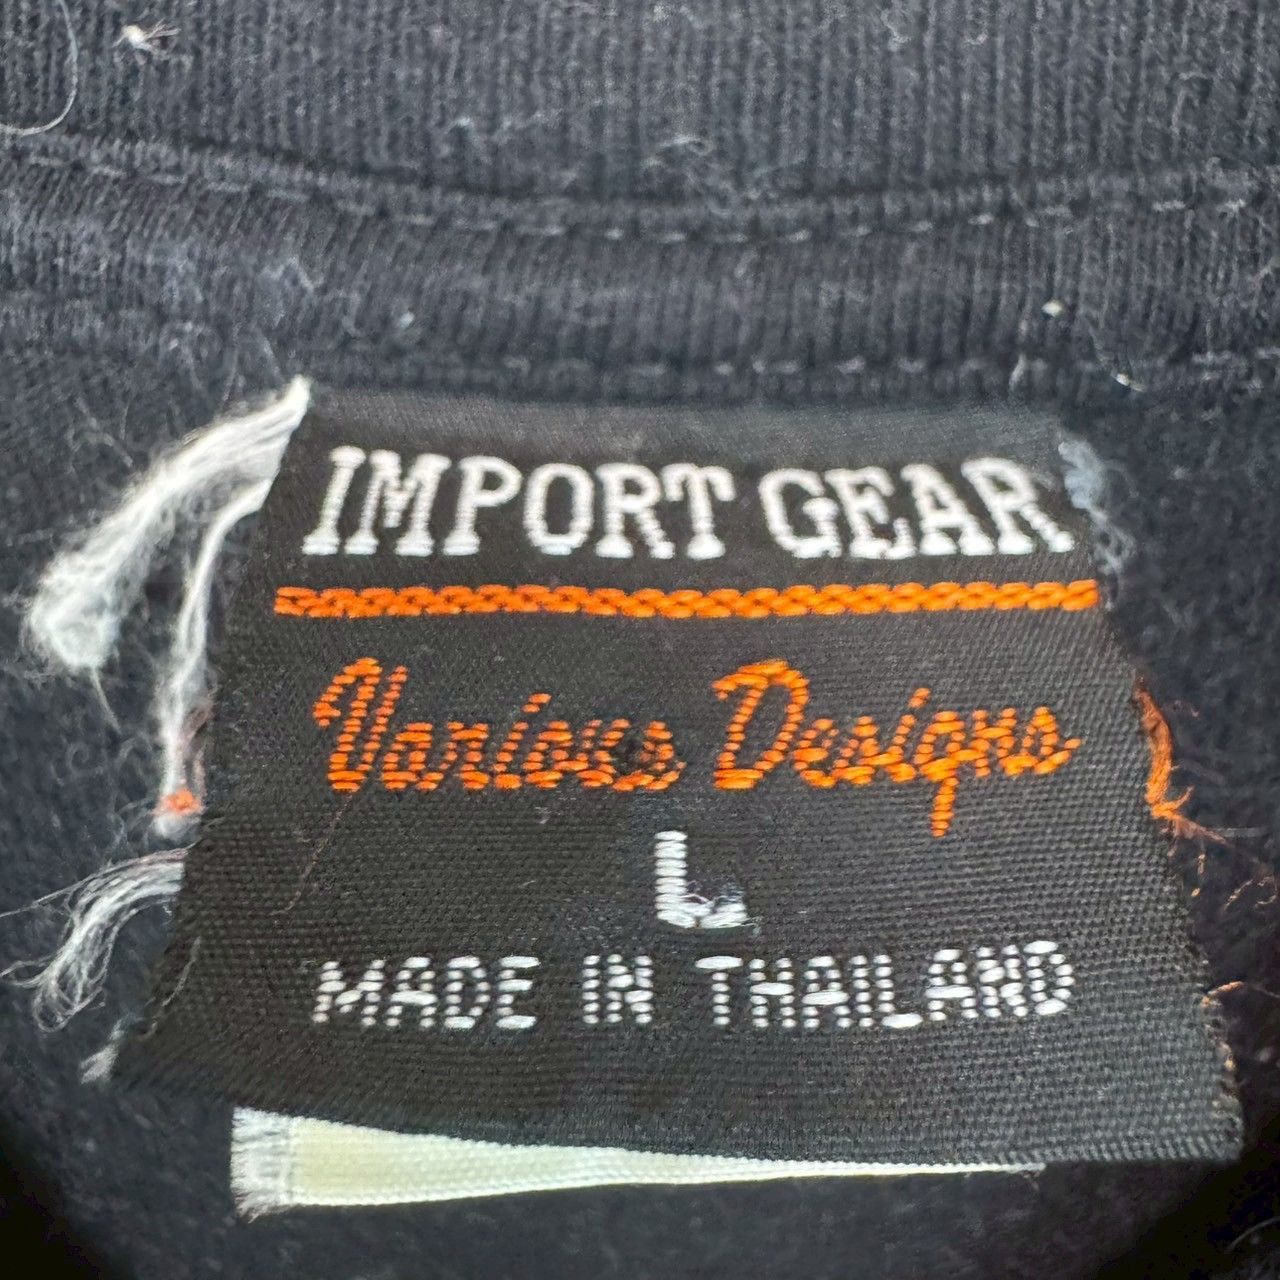 IMPORT GEAR
Various Designs
L
MADE IN THAILAND